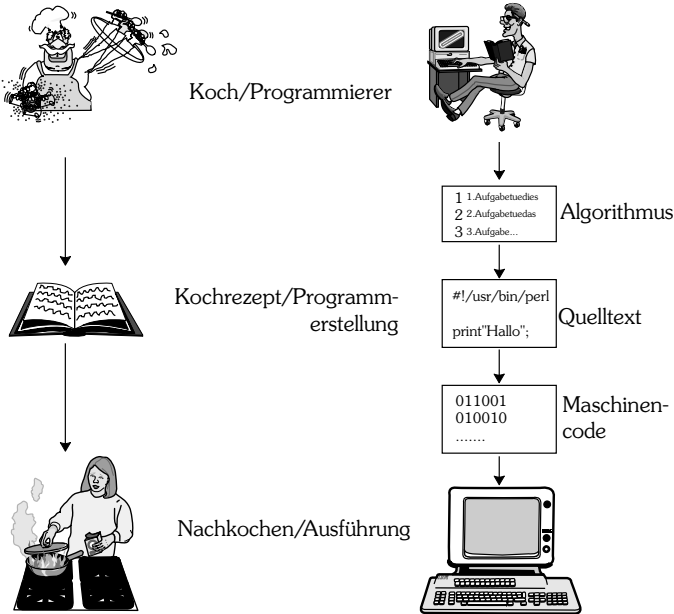 Koch/Programmierer
1 1.Aufgabetuedies
2 2.Aufgabetuedas
3 3.Aufgabe...
Algorithmus
Kochrezept/Programm-
erstellung
#!/usr/bin/perl
print"Hallo";
Quelltext
011001
010010
.......
Maschinen-
code
Nachkochen/Ausführung